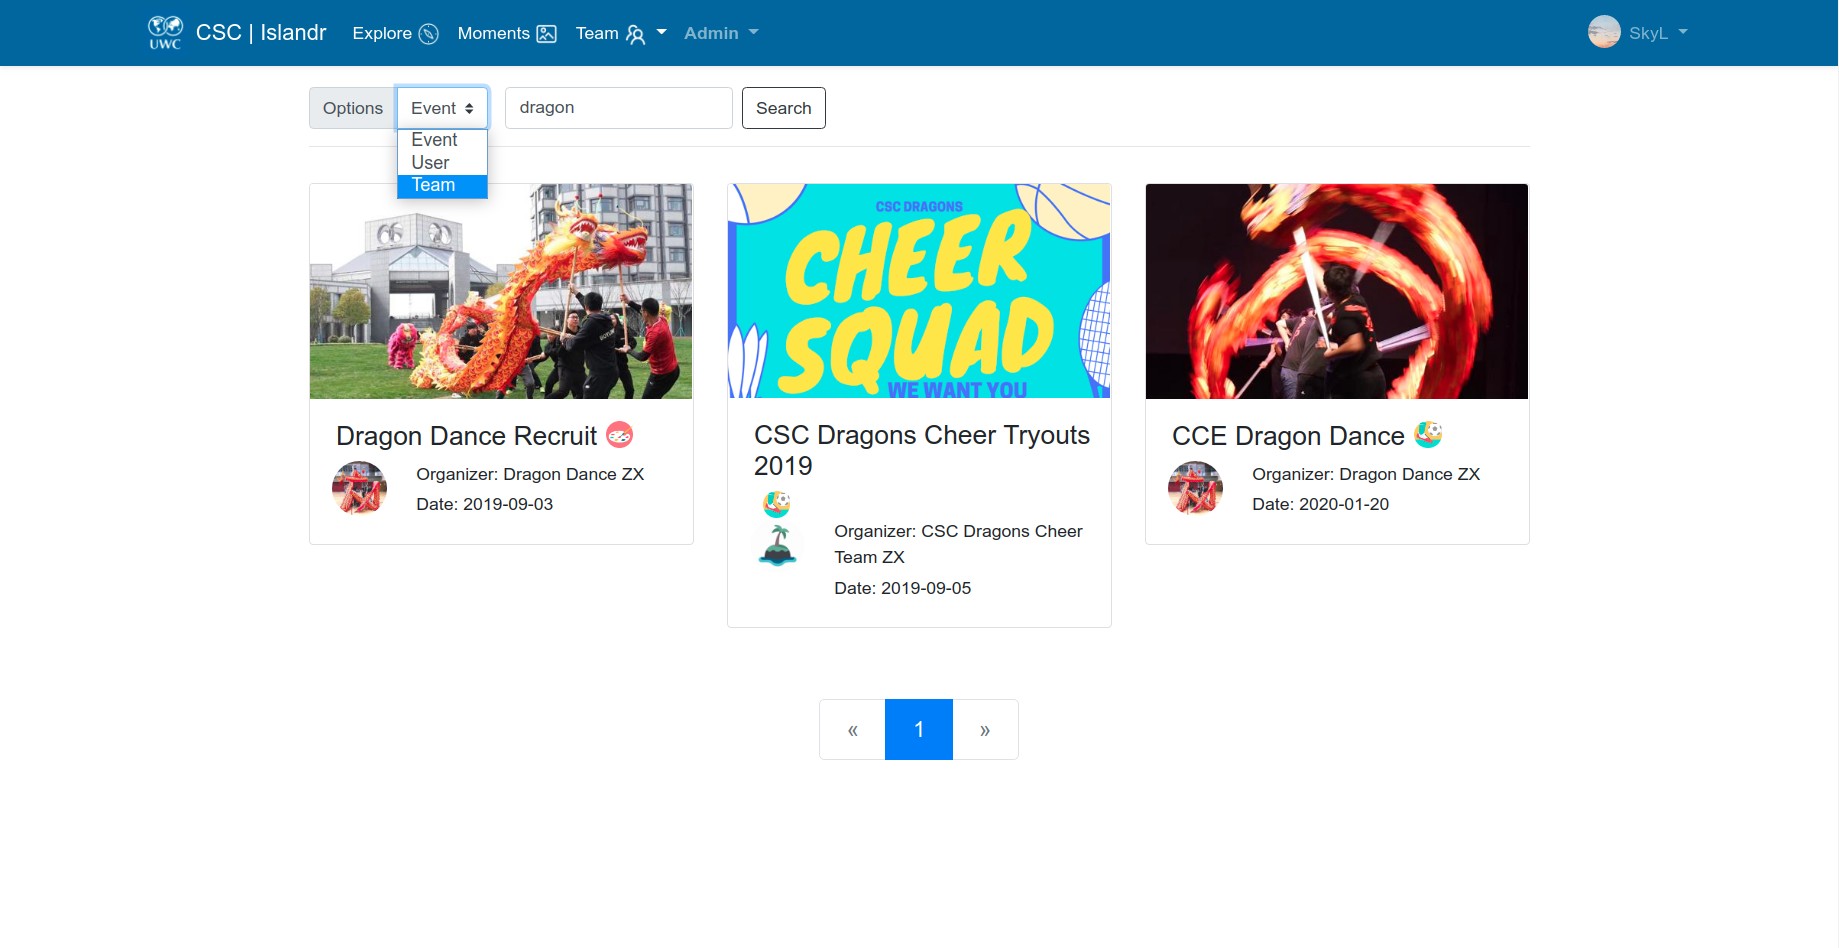 UWC
CSC | Islandr
Explore
Moments
Team
Admin
SkyL
Options
Event
dragon
Search
Event
User
Team
CSC DRAGONS
CHEER
SQUAD
WE WANT YOU
Dragon Dance Recruit
Organizer: Dragon Dance ZX
Date: 2019-09-03
CSC Dragons Cheer Tryouts
2019
Organizer: CSC Dragons Cheer
Team ZX
Date: 2019-09-05
CCE Dragon Dance
Organizer: Dragon Dance ZX
Date: 2020-01-20
« 1 »